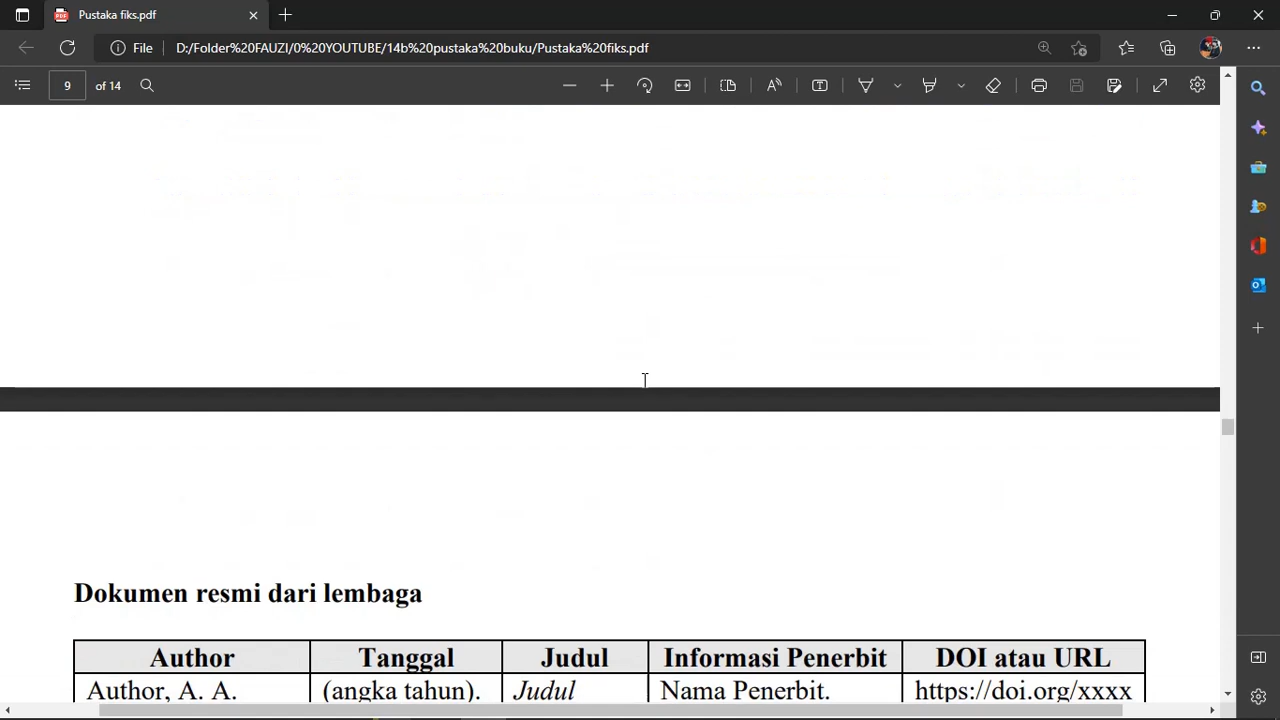 Pustaka fiks.pdf
File
D:/Folder%20FAUZI/0%20YOUTUBE/14b%20pustaka%20buku/Pustaka%20fiks.pdf
9 of 14
Dokumen resmi dari lembaga
Author Tanggal Judul Informasi Penerbit DOI atau URL
Author, A. A. (angka tahun). Judul Nama Penerbit. https://doi.org/xxxx